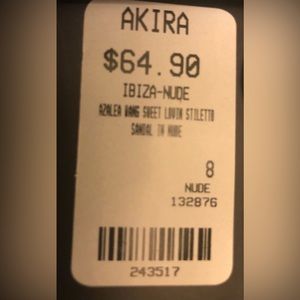 AKIRA
$64.90
IBIZA-NUDE
AZALEA WANG SWEET LOVIN STILETTO
SANDAL IN NUDE
8
NUDE
132876
243517